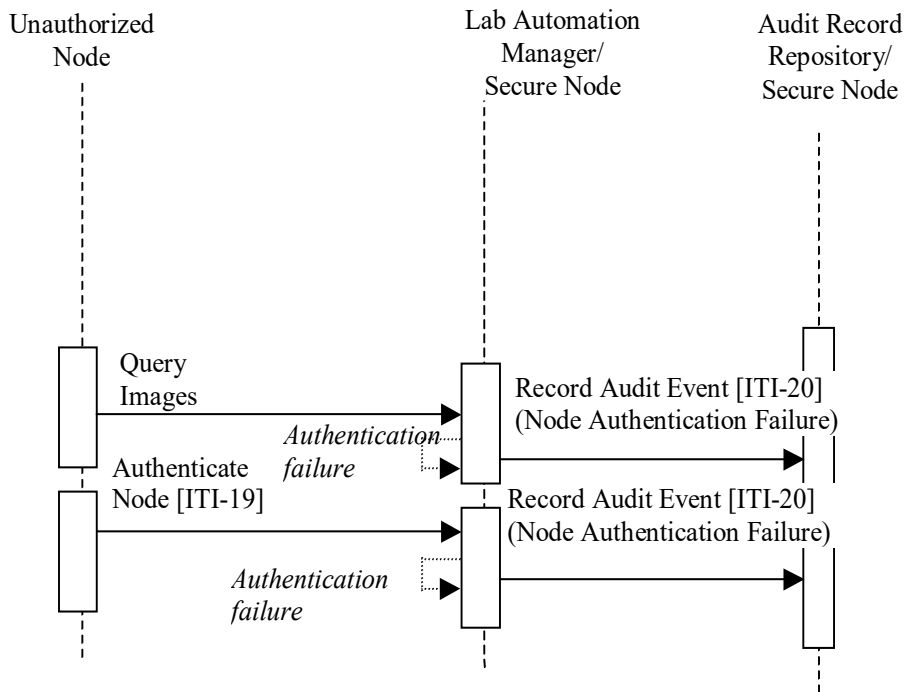 Unauthorized
Node
Lab Automation
Manager/
Secure Node
Audit Record
Repository/
Secure Node
Query
Images
Record Audit Event [ITI-20]
(Node Authentication Failure)
Authentication
failure
Authenticate
Node [ITI-19]
Record Audit Event [ITI-20]
(Node Authentication Failure)
Authentication
failure